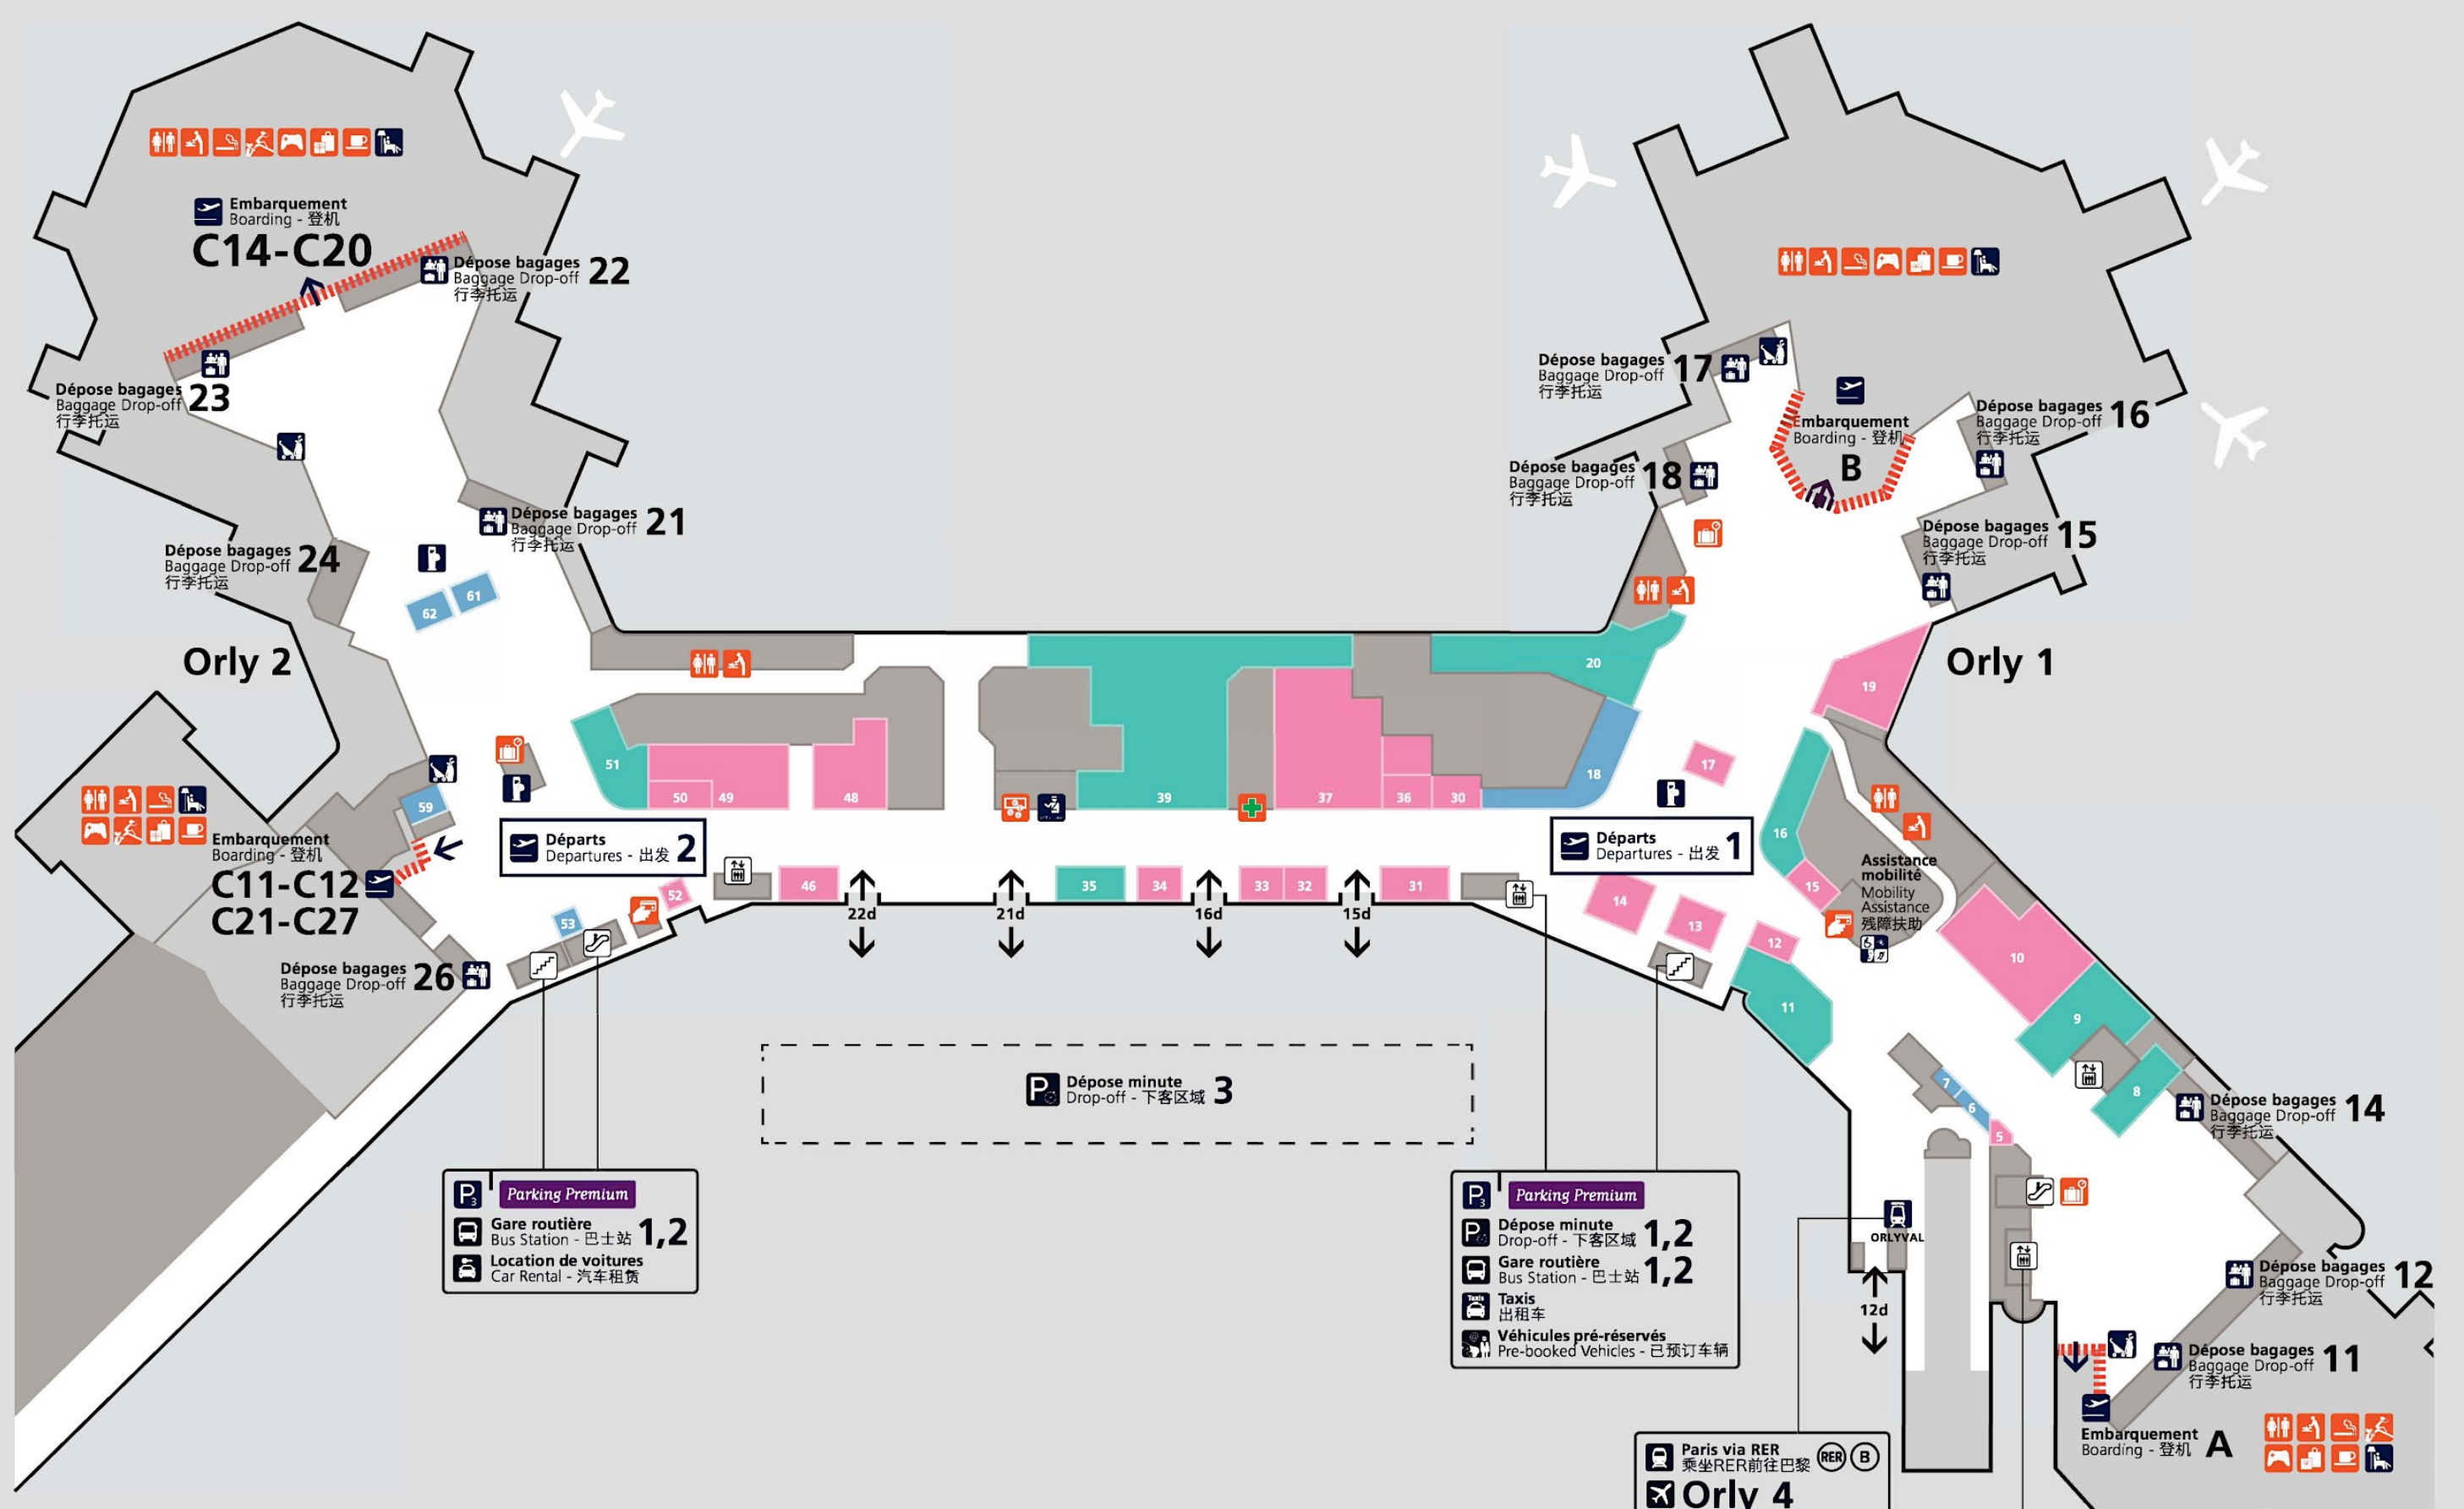 Embarquement
Boarding - 登机
C14-C20
Dépose bagages
Baggage Drop-off
行李托运
22
Dépose bagages
Baggage Drop-off
行李托运
23
Dépose bagages
Baggage Drop-off
行李托运
21
Dépose bagages
Baggage Drop-off
行李托运
24
62
61
Orly 2
59
Embarquement
Boarding - 登机
C11-C12
C21-C27
Dépose bagages
Baggage Drop-off
行李托运
26
51
50
49
48
Départs
Departures - 出发
2
53
52
46
22d
21d
35
34
16d
33
32
15d
31
39
37
36
30
20
18
Dépose bagages
Baggage Drop-off
行李托运
17
Dépose bagages
Baggage Drop-off
行李托运
18
Embarquement
Boarding - 登机
B
Dépose bagages
Baggage Drop-off
行李托运
16
Dépose bagages
Baggage Drop-off
行李托运
15
Orly 1
19
17
16
15
Départs
Departures - 出发
1
14
13
12
11
Assistance
mobilité
Mobility
Assistance
残障扶助
10
9
8
7
6
5
Dépose bagages
Baggage Drop-off
行李托运
14
Dépose bagages
Baggage Drop-off
行李托运
12
Dépose bagages
Baggage Drop-off
行李托运
11
Embarquement
Boarding - 登机
A
ORLYVAL
12d
P
Dépose minute
Drop-off - 下客区域
3
P3
Parking Premium
Gare routière
Bus Station - 巴士站
1,2
Location de voitures
Car Rental - 汽车租赁
P3
Parking Premium
P
Dépose minute
Drop-off - 下客区域
1,2
Gare routière
Bus Station - 巴士站
1,2
Taxis
Taxis
出租车
Véhicules pré-réservés
Pre-booked Vehicles - 已预订车辆
Paris via RER
乘坐RER前往巴黎
RER B
Orly 4